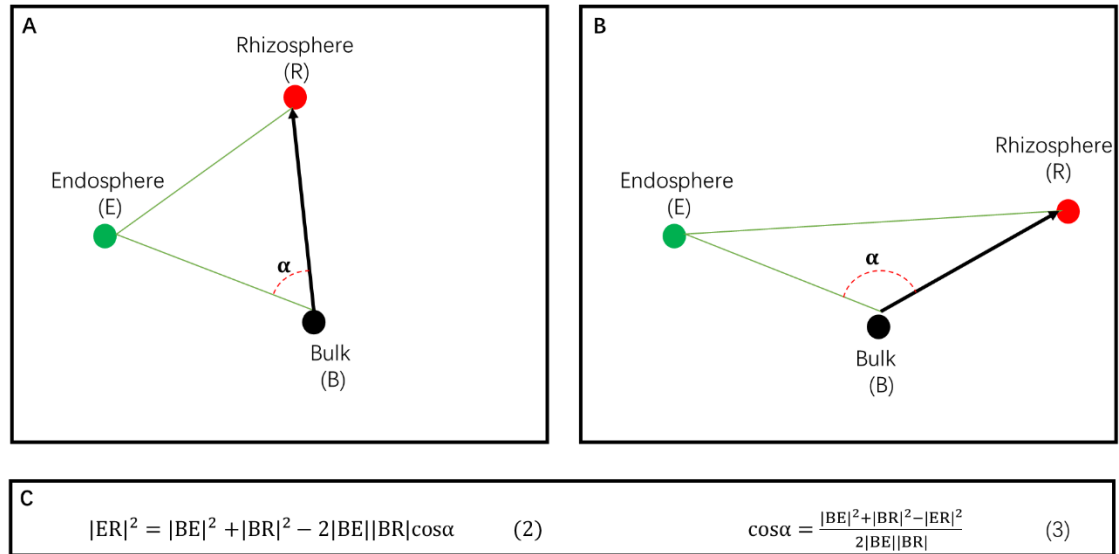 A
Rhizosphere
(R)
Endosphere
(E)
α
Bulk
(B)
B
Rhizosphere
(R)
Endosphere
(E)
α
Bulk
(B)
C
|ER|² = |BE|² +|BR|² − 2|BE||BR|cosα (2)
cosα = |BE|²+|BR|²−|ER|² / 2|BE||BR| (3)